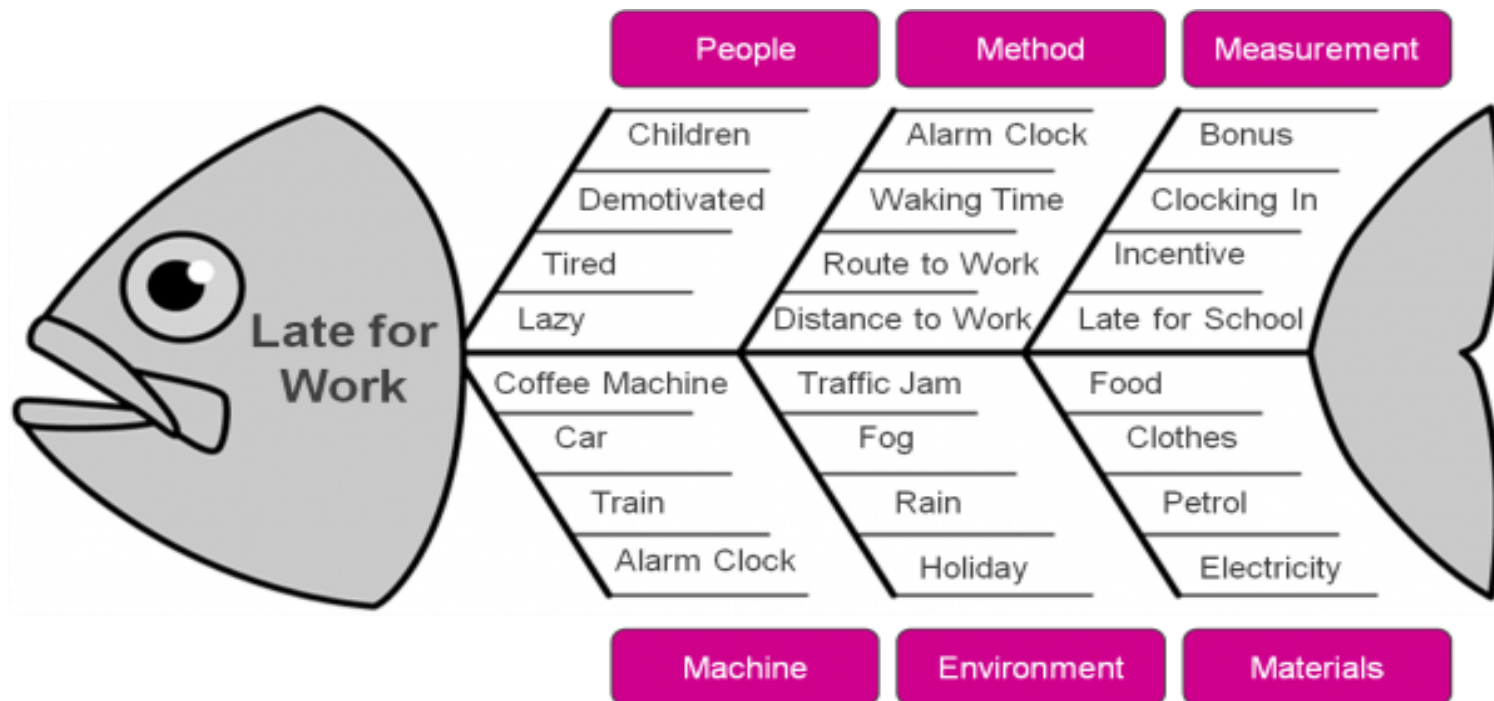 People
Method
Measurement
Children
Alarm Clock
Bonus
Demotivated
Waking Time
Clocking In
Tired
Route to Work
Incentive
Lazy
Distance to Work
Late for School
Late for
Work
Coffee Machine
Traffic Jam
Food
Car
Fog
Clothes
Train
Rain
Petrol
Alarm Clock
Holiday
Electricity
Machine
Environment
Materials